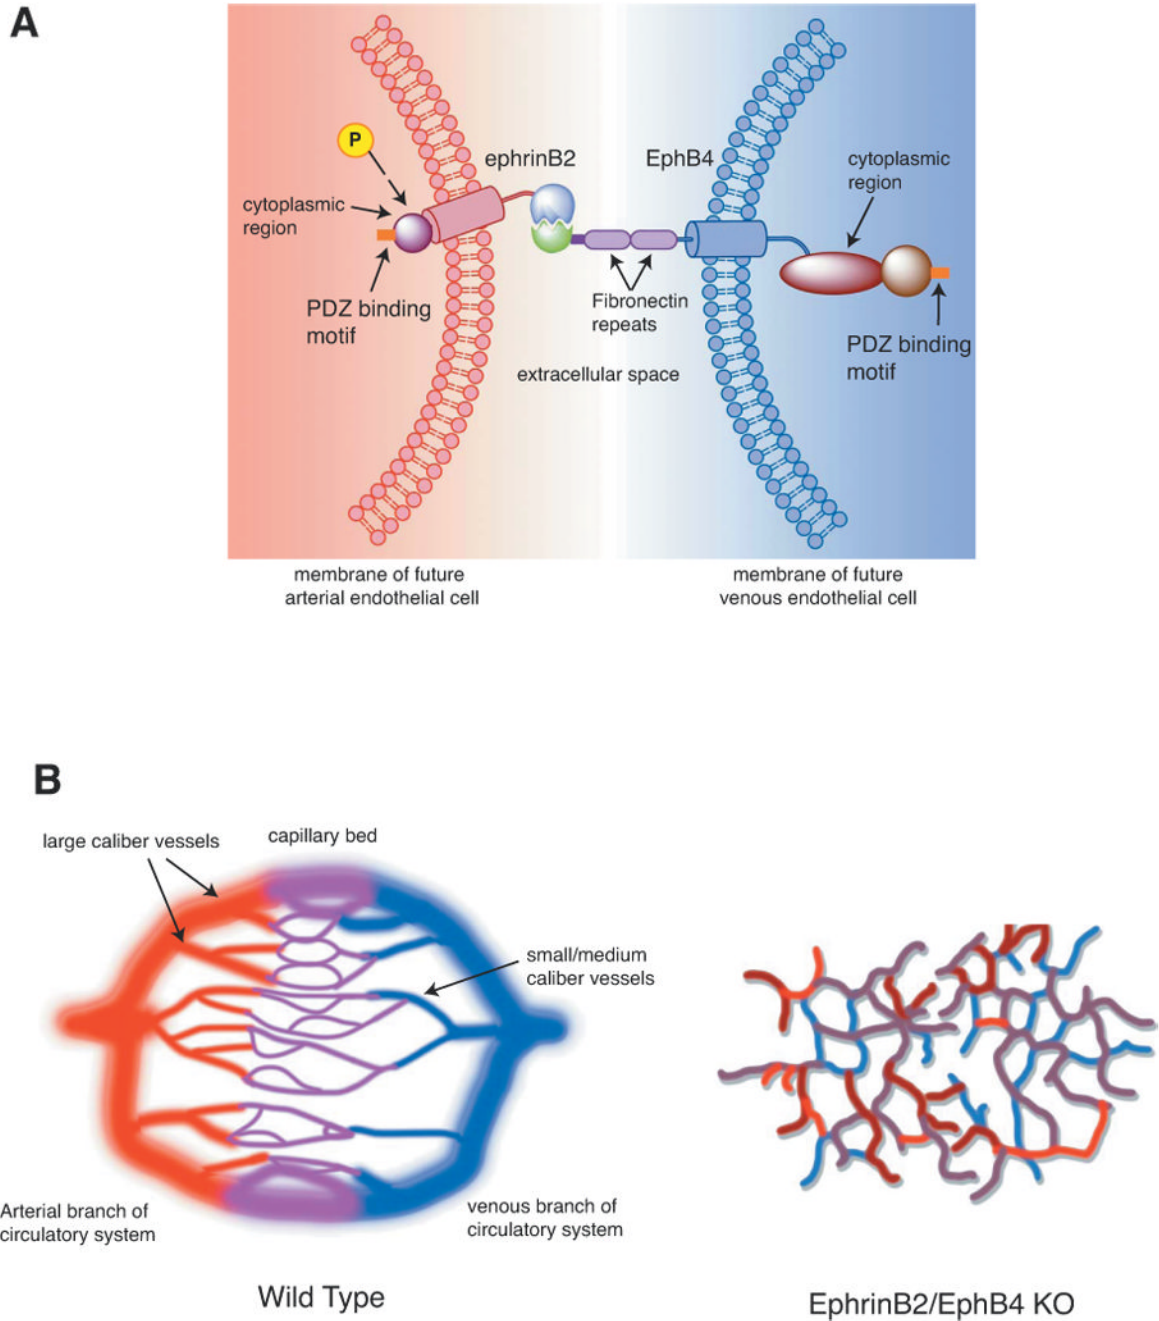 A
P
ephrinB2
EphB4
cytoplasmic
region
cytoplasmic
region
PDZ binding
motif
Fibronectin
repeats
PDZ binding
motif
extracellular space
membrane of future
arterial endothelial cell
membrane of future
venous endothelial cell
B
large caliber vessels
capillary bed
small/medium
caliber vessels
Arterial branch of
circulatory system
venous branch of
circulatory system
Wild Type
EphrinB2/EphB4 KO